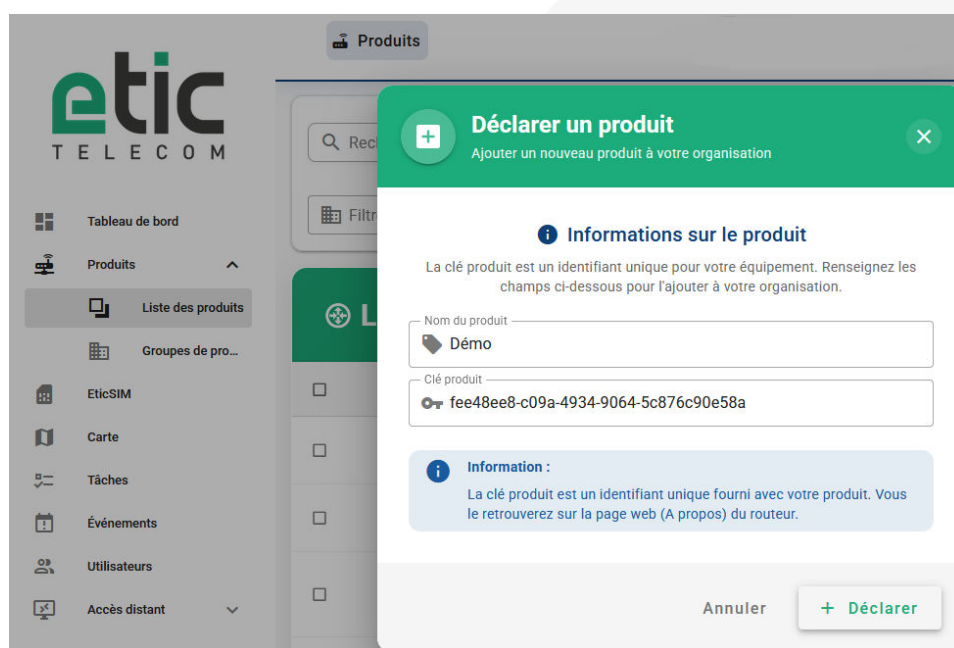 Produits
etic
TELECOM
Tableau de bord
Produits
Liste des produits
Groupes de pro...
EticSIM
Carte
Tâches
Événements
Utilisateurs
Accès distant
Rec
Filtr
L
Déclarer un produit
Ajouter un nouveau produit à votre organisation
Informations sur le produit
La clé produit est un identifiant unique pour votre équipement. Renseignez les
champs ci-dessous pour l'ajouter à votre organisation.
Nom du produit
Démo
Clé produit
fee48ee8-c09a-4934-9064-5c876c90e58a
Information :
La clé produit est un identifiant unique fourni avec votre produit. Vous
le retrouverez sur la page web (A propos) du routeur.
Annuler
+ Déclarer